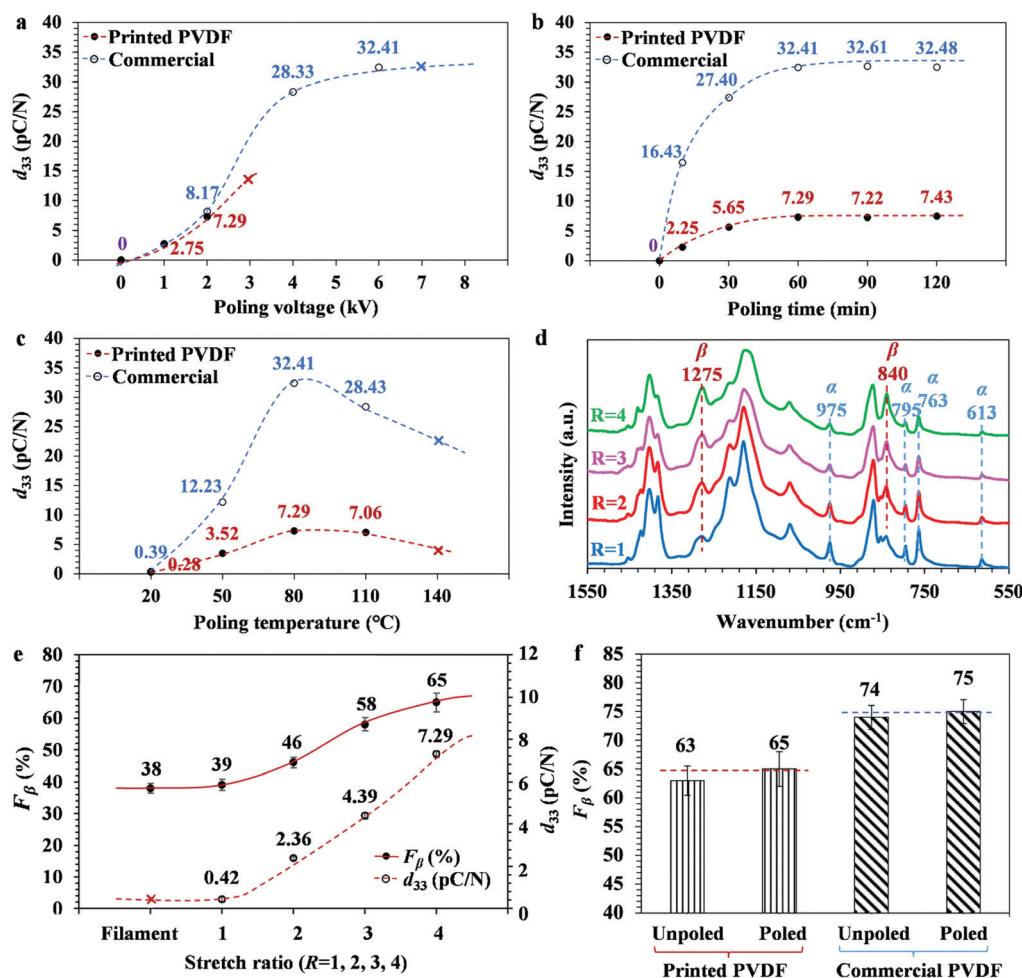 a
40
35
30
25
20
15
10
5
0
d33 (pC/N)
Printed PVDF
Commercial
0
2.75
8.17
7.29
28.33
32.41
0 1 2 3 4 5 6 7 8
Poling voltage (kV)
b
40
35
30
25
20
15
10
5
0
d33 (pC/N)
Printed PVDF
Commercial
32.41 32.61 32.48
27.40
16.43
7.29 7.22 7.43
5.65
2.25
0
0 30 60 90 120
Poling time (min)
c
40
35
30
25
20
15
10
5
0
d33 (pC/N)
Printed PVDF
Commercial
32.41
28.43
12.23
7.29 7.06
3.52
0.39
0.28
20 50 80 110 140
Poling temperature (°C)
d
Intensity (a.u.)
β
1275
α
975
β
840
α
795
α
763
α
613
R=4
R=3
R=2
R=1
1550 1350 1150 950 750 550
Wavenumber (cm-1)
e
80
70
60
50
40
30
20
10
0
Fβ (%)
38 39 46 58 65
0.42 2.36 4.39 7.29
Fβ (%)
d33 (pC/N)
12
10
8
6
4
2
0
d33 (pC/N)
Filament 1 2 3 4
Stretch ratio (R=1, 2, 3, 4)
f
85
80
75
70
65
60
55
50
45
40
Fβ (%)
63 65 74 75
Unpoled Poled Unpoled Poled
Printed PVDF Commercial PVDF